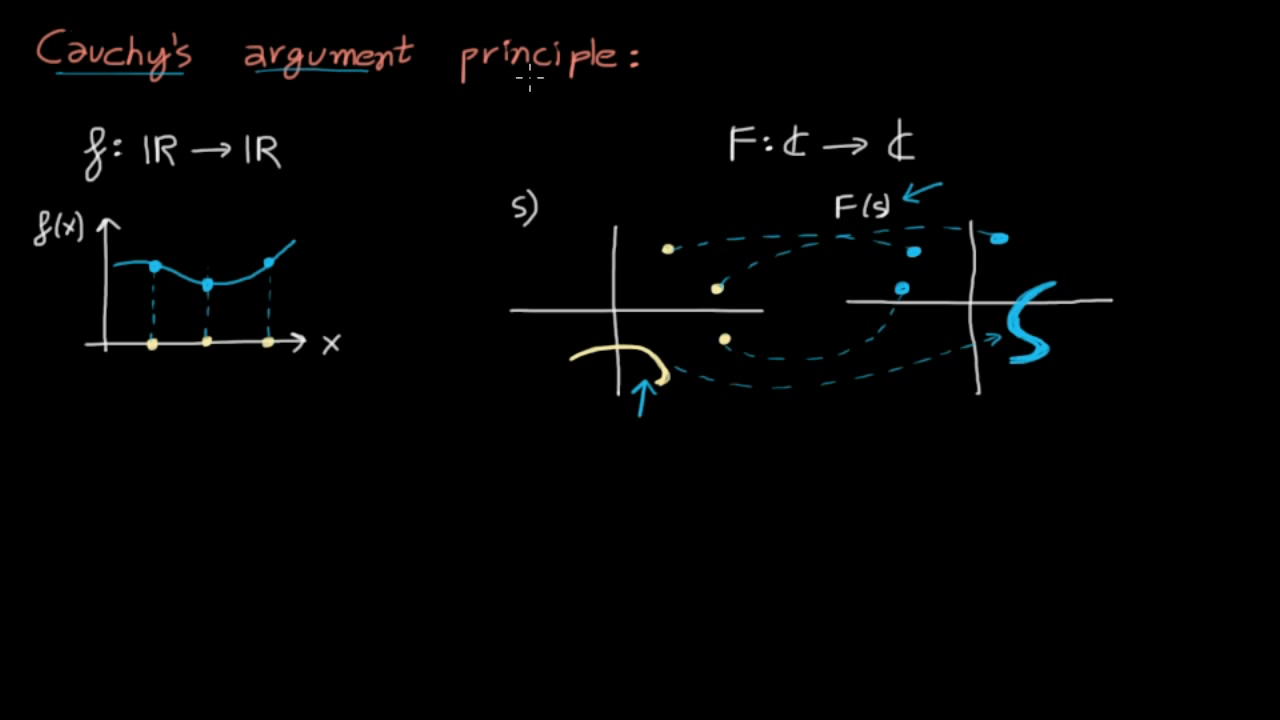 Cauchy's argument principle:
f: ℝ → ℝ
F: ℂ → ℂ
s)
F(s)
f(x)
x